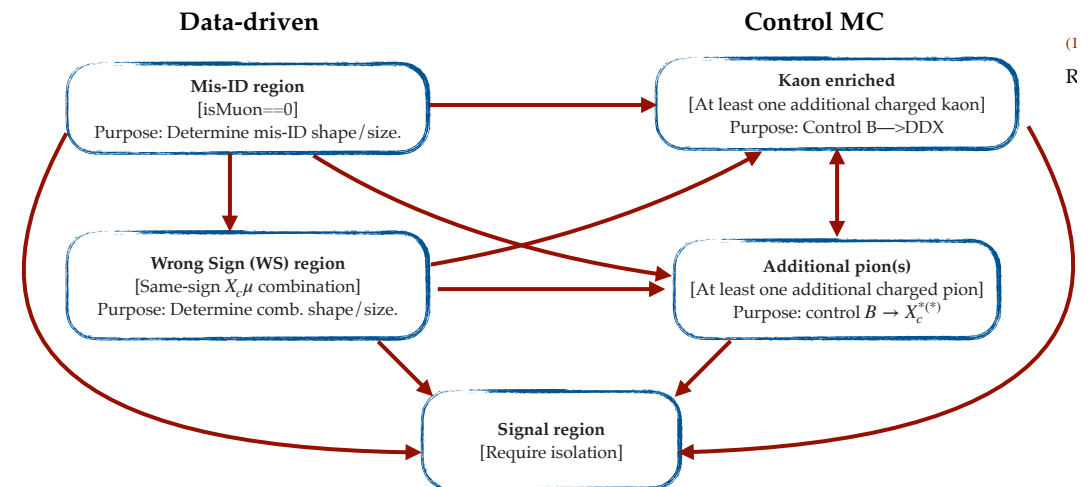 Data-driven
Control MC
(1
R
Mis-ID region
[isMuon==0]
Purpose: Determine mis-ID shape/size.
Kaon enriched
[At least one additional charged kaon]
Purpose: Control B—>DDX
Wrong Sign (WS) region
[Same-sign X_cμ combination]
Purpose: Determine comb. shape/size.
Additional pion(s)
[At least one additional charged pion]
Purpose: control B → X_c^{*(*)}
Signal region
[Require isolation]